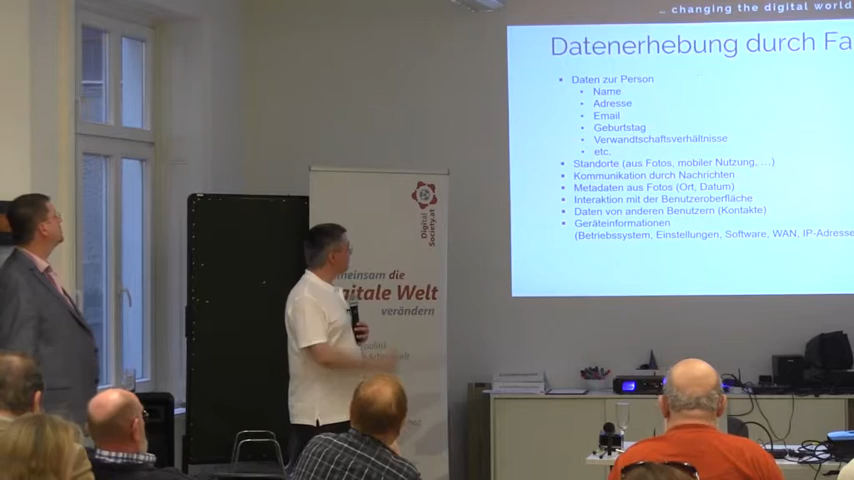 ... changing the digital world
Datenerhebung durch Fa
Daten zur Person
Name
Adresse
Email
Geburtstag
Verwandtschaftsverhältnisse
etc.
Standorte (aus Fotos, mobiler Nutzung, ...)
Kommunikation durch Nachrichten
Metadaten aus Fotos (Ort, Datum)
Interaktion mit der Benutzeroberfläche
Daten von anderen Benutzern (Kontakte)
Geräteinformationen
(Betriebssystem, Einstellungen, Software, WAN, IP-Adresse
Digital
Society.at
meinsam die
gitale Welt
verändern